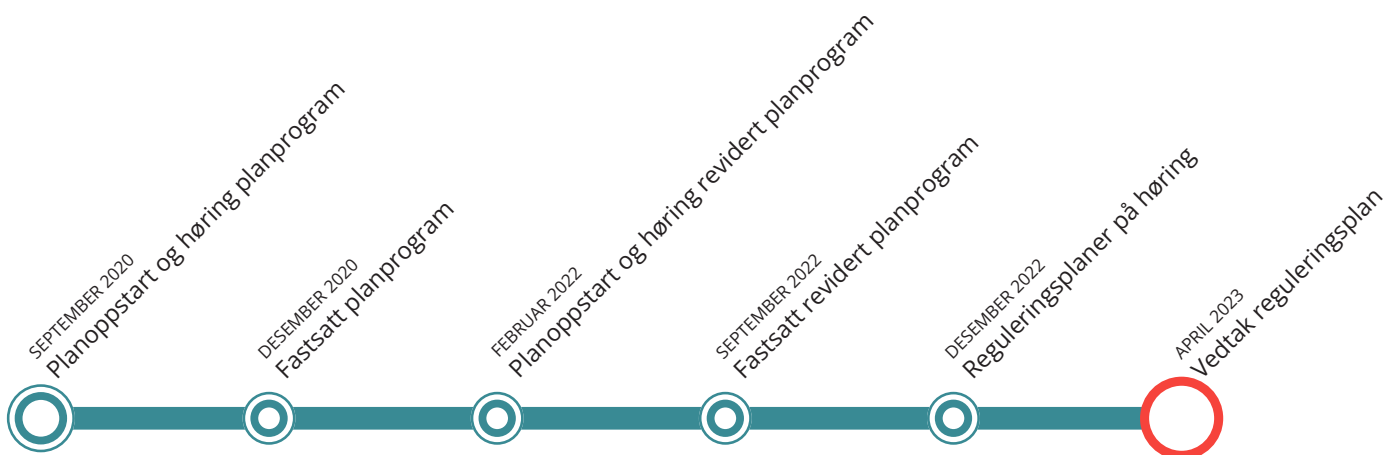 SEPTEMBER 2020
Planoppstart og høring planprogram
DESEMBER 2020
Fastsatt planprogram
FEBRUAR 2022
Planoppstart og høring revidert planprogram
SEPTEMBER 2022
Fastsatt revidert planprogram
DESEMBER 2022
Reguleringsplaner på høring
APRIL 2023
Vedtak reguleringsplan